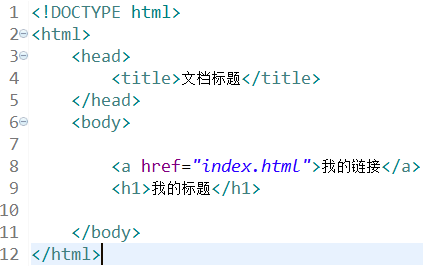 1 <!DOCTYPE html>
2 <html>
3     <head>
4         <title>文档标题</title>
5     </head>
6     <body>
7
8         <a href="index.html">我的链接</a>
9         <h1>我的标题</h1>
10
11     </body>
12 </html>